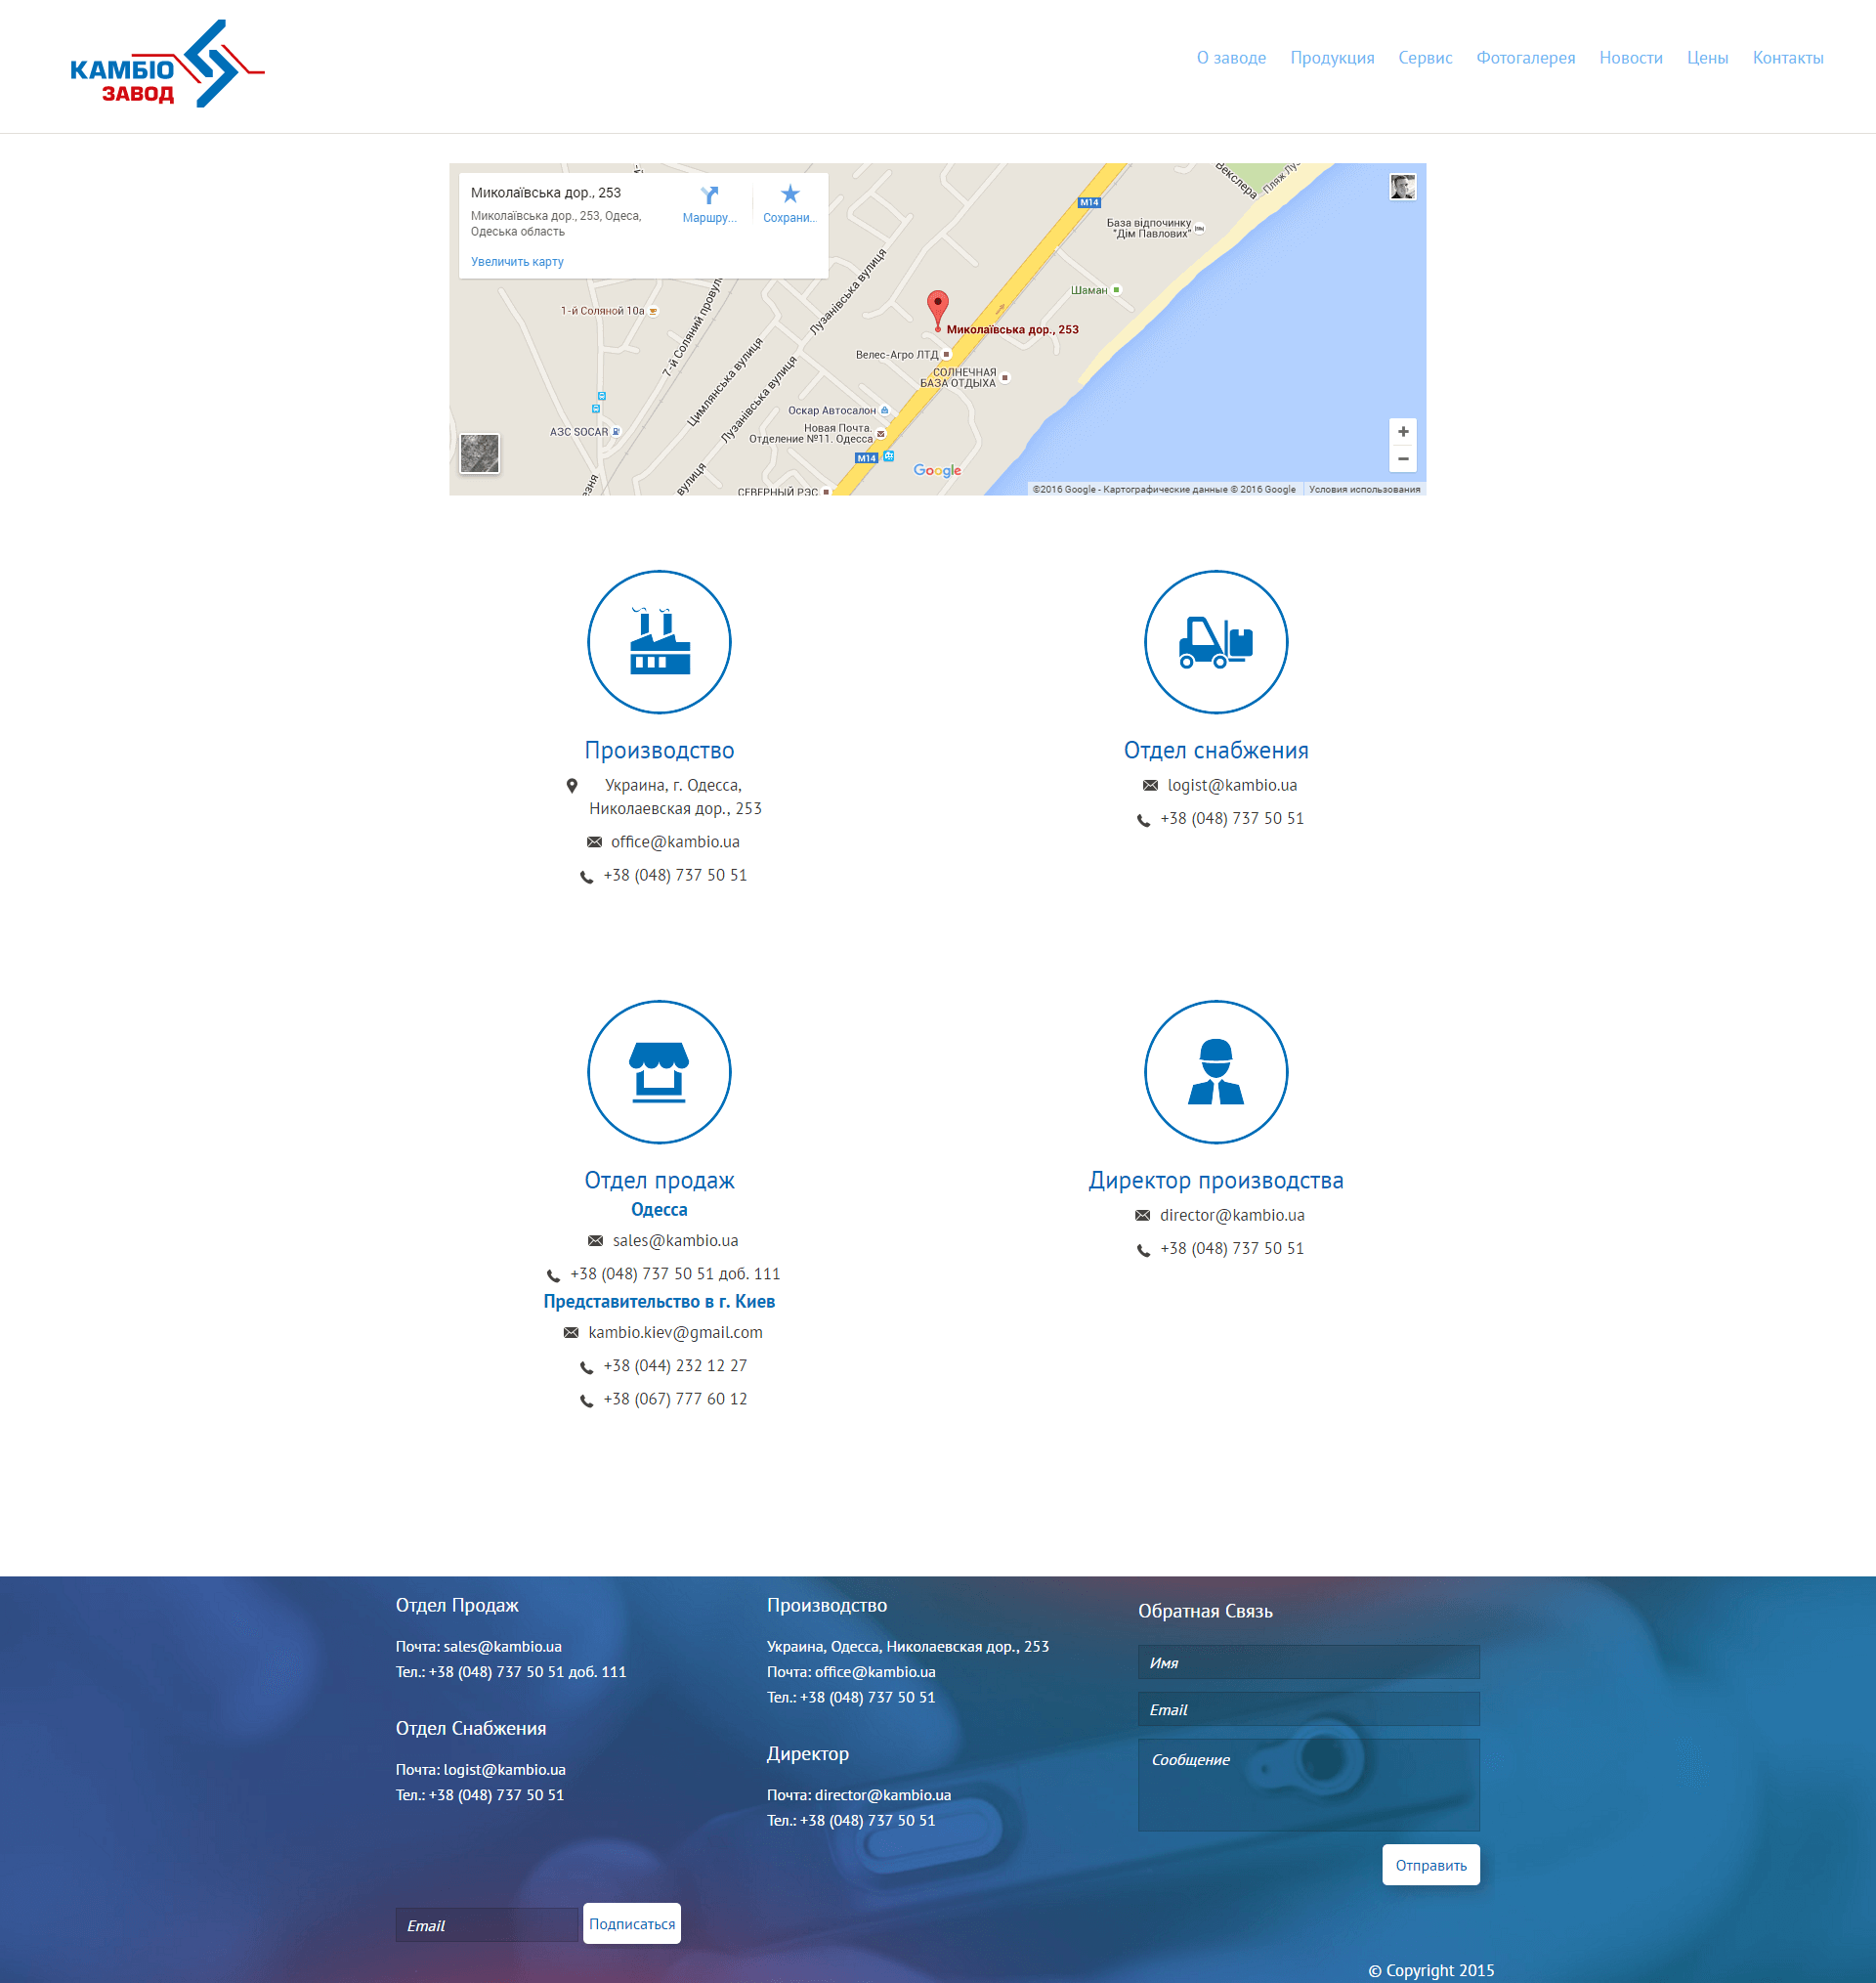 КАМБІО
ЗАВОД
О заводе Продукция Сервис Фотогалерея Новости Цены Контакты
Миколаївська дор., 253
Миколаївська дор., 253, Одеса,
Одеська область
Маршру...
Сохрани...
Увеличить карту
Векслера
М14
База відпочинку
"Дім Павлових"
Шаман
1-й Соляной 10а
7-й Соляний провул
Лузанівська вулиця
Миколаївська дор., 253
Велес-Агро ЛТД
СОЛНЕЧНАЯ
БАЗА ОТДЫХА
Цимлянська вулиця
Лузанівська вулиця
Оскар Автосалон
Новая Почта.
Отделение №11. Одесса
АЗС SOCAR
М14
Google
СЕВЕРНЫЙ РЭС
©2016 Google - Картографические данные © 2016 Google Условия использования
Производство
Украина, г. Одесса,
Николаевская дор., 253
office@kambio.ua
+38 (048) 737 50 51
Отдел снабжения
logist@kambio.ua
+38 (048) 737 50 51
Отдел продаж
Одесса
sales@kambio.ua
+38 (048) 737 50 51 доб. 111
Представительство в г. Киев
kambio.kiev@gmail.com
+38 (044) 232 12 27
+38 (067) 777 60 12
Директор производства
director@kambio.ua
+38 (048) 737 50 51
Отдел Продаж
Почта: sales@kambio.ua
Тел.: +38 (048) 737 50 51 доб. 111
Отдел Снабжения
Почта: logist@kambio.ua
Тел.: +38 (048) 737 50 51
Email
Подписаться
Производство
Украина, Одесса, Николаевская дор., 253
Почта: office@kambio.ua
Тел.: +38 (048) 737 50 51
Директор
Почта: director@kambio.ua
Тел.: +38 (048) 737 50 51
Обратная Связь
Имя
Email
Сообщение
Отправить
© Copyright 2015